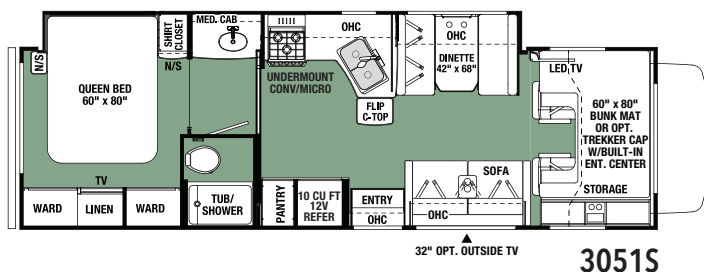 MED. CAB
OHC
OHC
SHIRT
CLOSET
N/S
N/S
QUEEN BED
60" x 80"
UNDERMOUNT
CONV/MICRO
FLIP
C-TOP
DINETTE
42" x 68"
LED TV
60" x 80"
BUNK MAT
OR OPT.
TREKKER CAP
W/BUILT-IN
ENT. CENTER
STORAGE
TV
WARD
LINEN
WARD
TUB/
SHOWER
PANTRY
10 CU FT
12V
REFER
ENTRY
OHC
SOFA
OHC
32" OPT. OUTSIDE TV
3051S